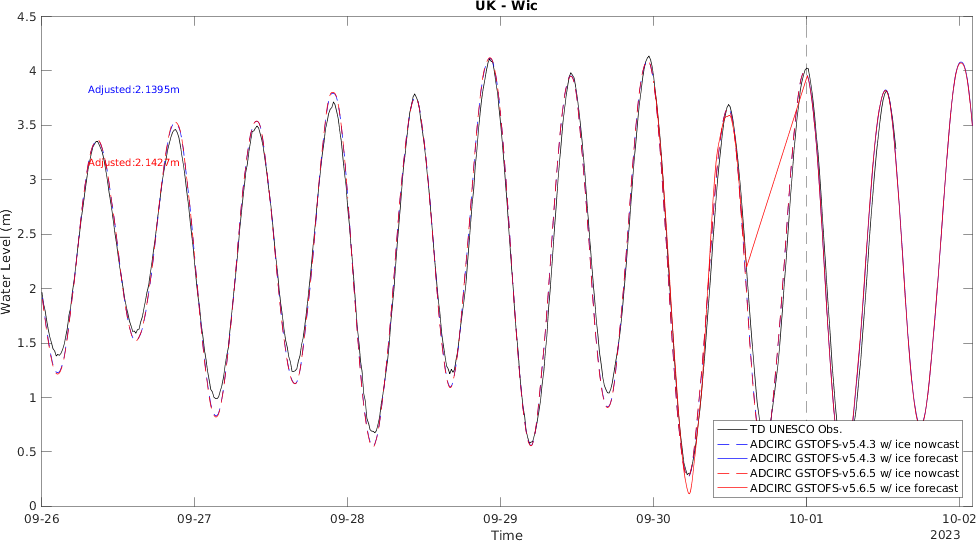 UK - Wic
4.5
4
3.5
3
2.5
2
1.5
1
0.5
0
Water Level (m)
Adjusted:2.1395m
Adjusted:2.1427m
TD UNESCO Obs.
ADCIRC GSTOFS-v5.4.3 w/ ice nowcast
ADCIRC GSTOFS-v5.4.3 w/ ice forecast
ADCIRC GSTOFS-v5.6.5 w/ ice nowcast
ADCIRC GSTOFS-v5.6.5 w/ ice forecast
09-26 09-27 09-28 09-29 09-30 10-01 10-02
Time
2023